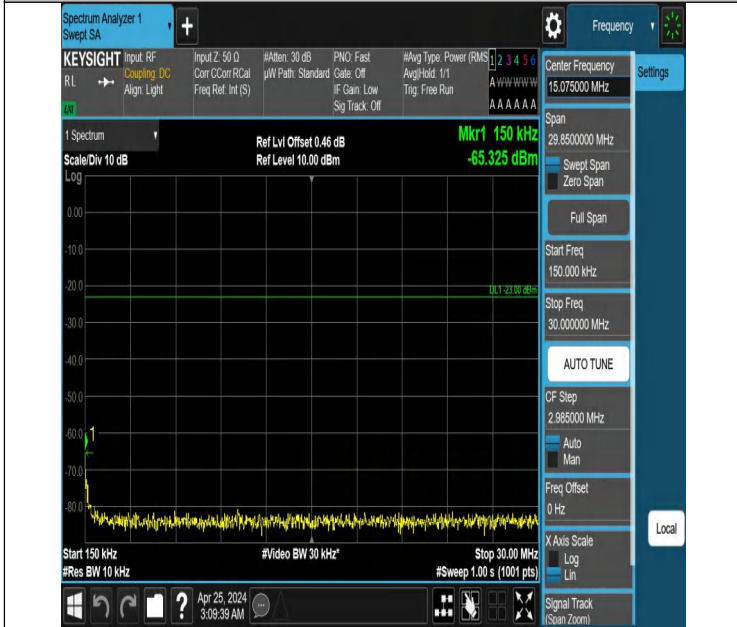 Spectrum Analyzer 1
Swept SA
+
Frequency
KEYSIGHT
RL
LXI
Input: RF
Coupling: DC
Align: Light
Input Z: 50 Ω
Corr CCorr RCal
Freq Ref: Int (S)
#Atten: 30 dB
µW Path: Standard
PNO: Fast
Gate: Off
IF Gain: Low
Sig Track: Off
#Avg Type: Power (RMS
Avg|Hold: 1/1
Trig: Free Run
1 2 3 4 5 6
A W W W W W
A A A A A A
1 Spectrum
Scale/Div 10 dB
Log
Ref Lvl Offset 0.46 dB
Ref Level 10.00 dBm
Mkr1 150 kHz
-65.325 dBm
0.00
-10.0
-20.0
DL1 -23.00 dBm
-30.0
-40.0
-50.0
-60.0
1
-70.0
-80.0
Start 150 kHz
#Res BW 10 kHz
#Video BW 30 kHz*
Stop 30.00 MHz
#Sweep 1.00 s (1001 pts)
Center Frequency
15.075000 MHz
Settings
Span
29.8500000 MHz
Swept Span
Zero Span
Full Span
Start Freq
150.000 kHz
Stop Freq
30.000000 MHz
AUTO TUNE
CF Step
2.985000 MHz
Auto
Man
Freq Offset
0 Hz
X Axis Scale
Log
Lin
Local
Signal Track
(Span Zoom)
?
Apr 25, 2024
3:09:39 AM